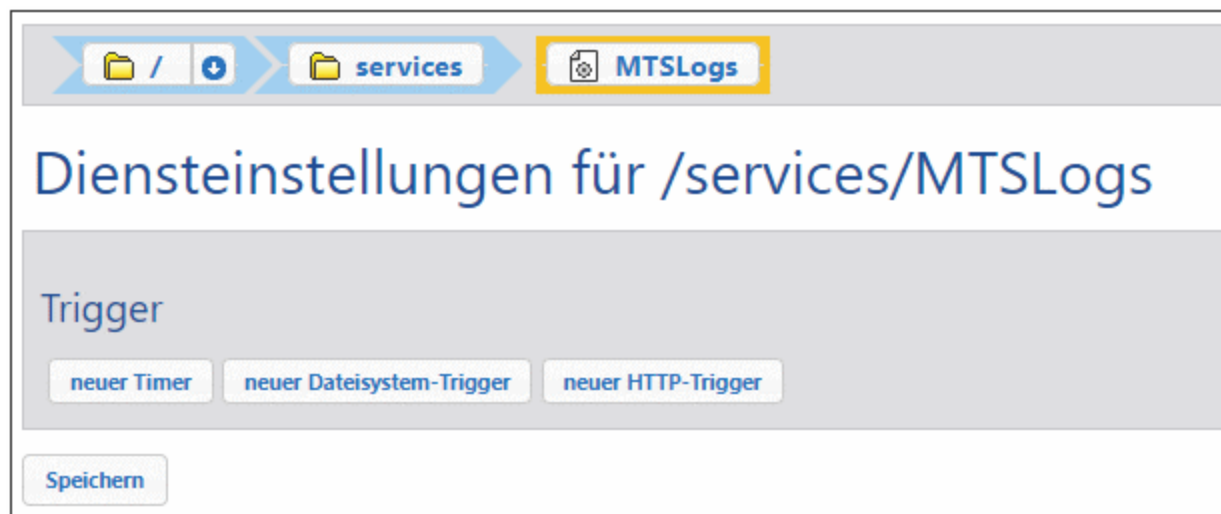 / services MTSLogs
Diensteinstellungen für /services/MTSLogs
Trigger
neuer Timer neuer Dateisystem-Trigger neuer HTTP-Trigger
Speichern